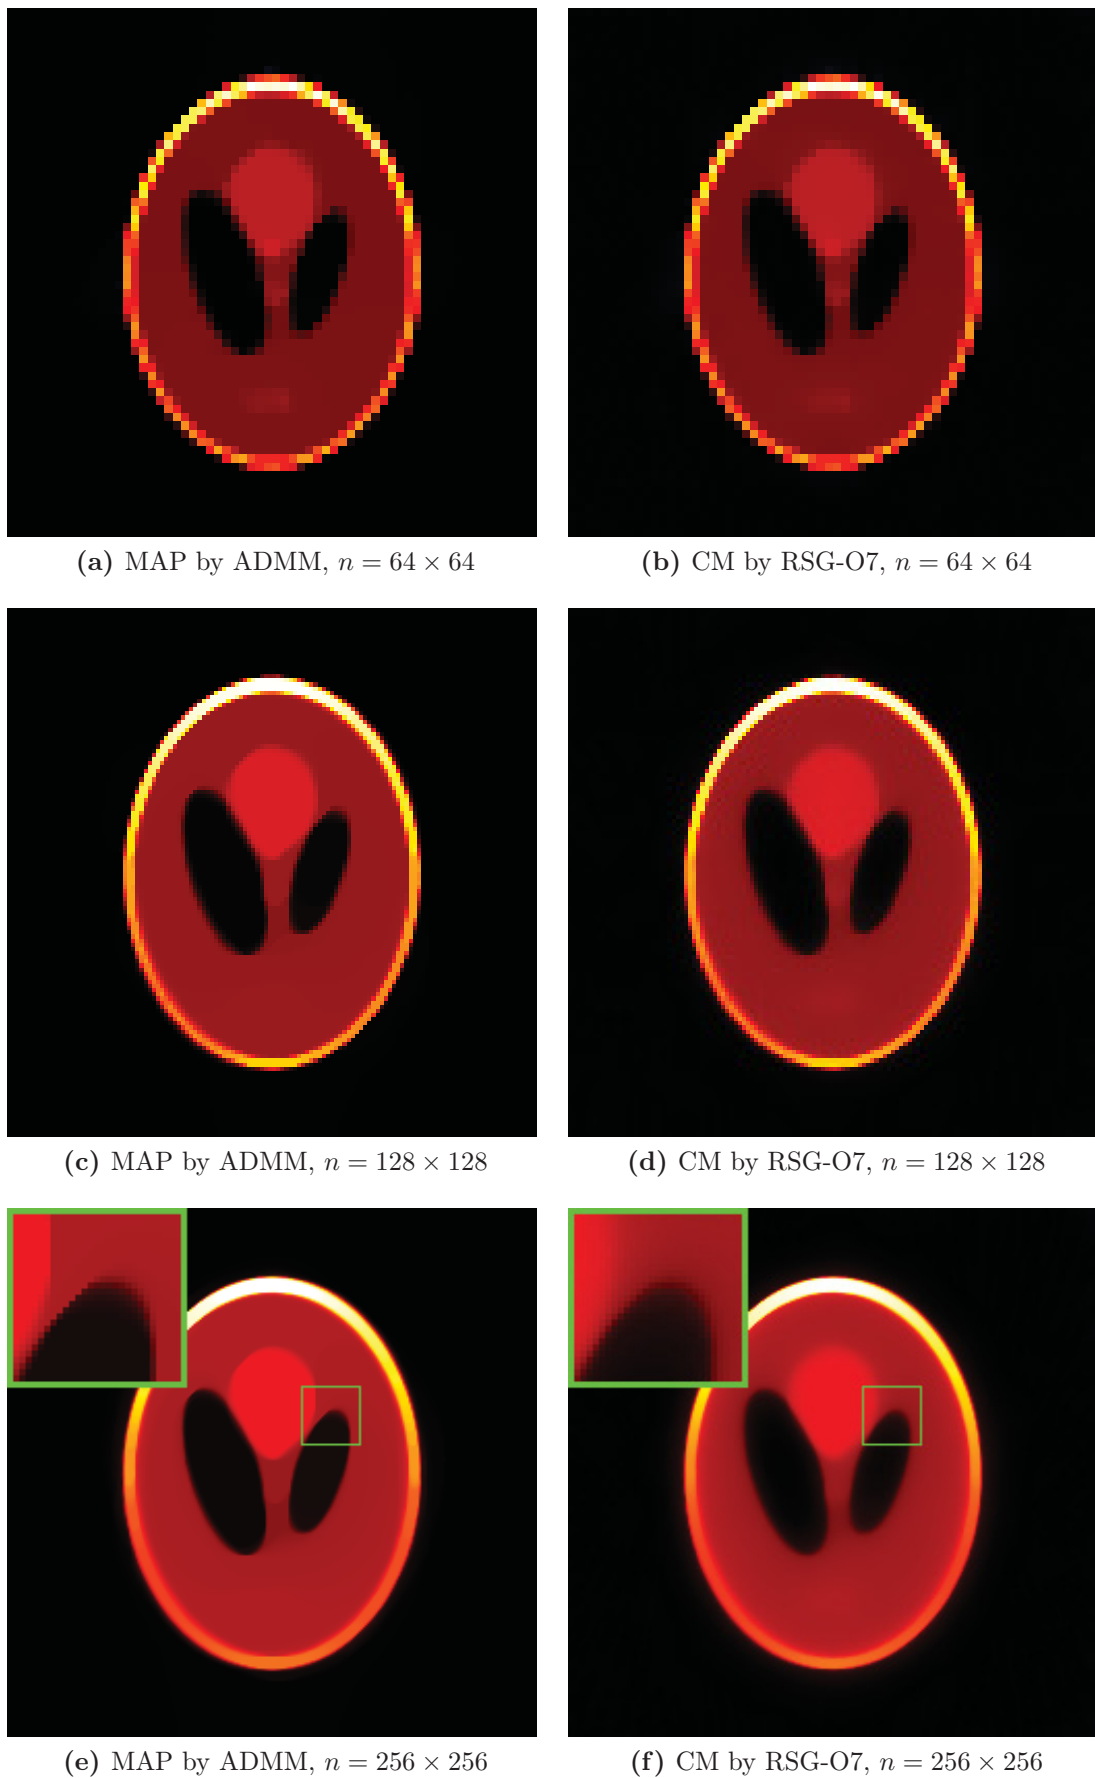 (a) MAP by ADMM, n = 64 × 64
(b) CM by RSG-O7, n = 64 × 64
(c) MAP by ADMM, n = 128 × 128
(d) CM by RSG-O7, n = 128 × 128
(e) MAP by ADMM, n = 256 × 256
(f) CM by RSG-O7, n = 256 × 256